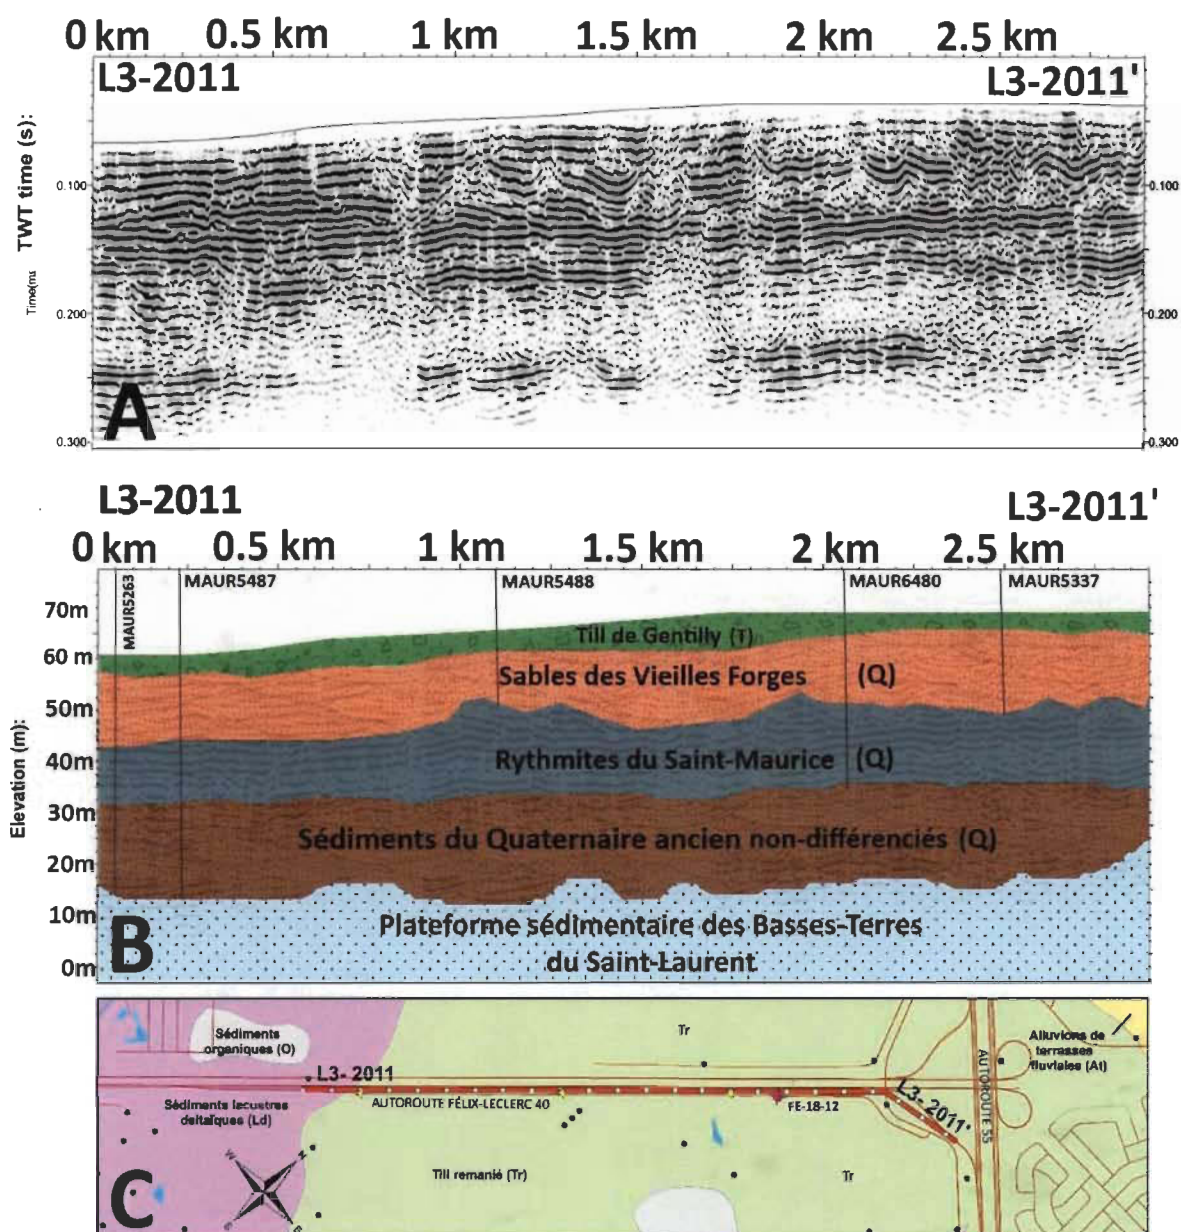 0 km 0.5 km 1 km 1.5 km 2 km 2.5 km
L3-2011 L3-2011'
TWT time (s):
0.100 0.100
0.200 0.200
0.300 0.300
A
L3-2011 L3-2011'
0 km 0.5 km 1 km 1.5 km 2 km 2.5 km
MAUR5263 MAUR5487 MAUR5488 MAUR6480 MAUR5337
Elevation (m):
70m
60 m
50m
40m
30m
20m
10m
0m
Till de Gentilly (T)
Sables des Vieilles Forges (Q)
Rythmites du Saint-Maurice (Q)
Sédiments du Quaternaire ancien non-différenciés (Q)
Plateforme sédimentaire des Basses-Terres
du Saint-Laurent
B
Sédiments
organiques (O)
Tr
Alluvions de
terrasses
fluviales (At)
L3- 2011
Sédiments lacustres
deltaïques (Ld)
AUTOROUTE FÉLIX-LECLERC 40
FE-18-12
L3- 2011'
AUTOROUTE 55
Till remanié (Tr)
Tr
W
N
C